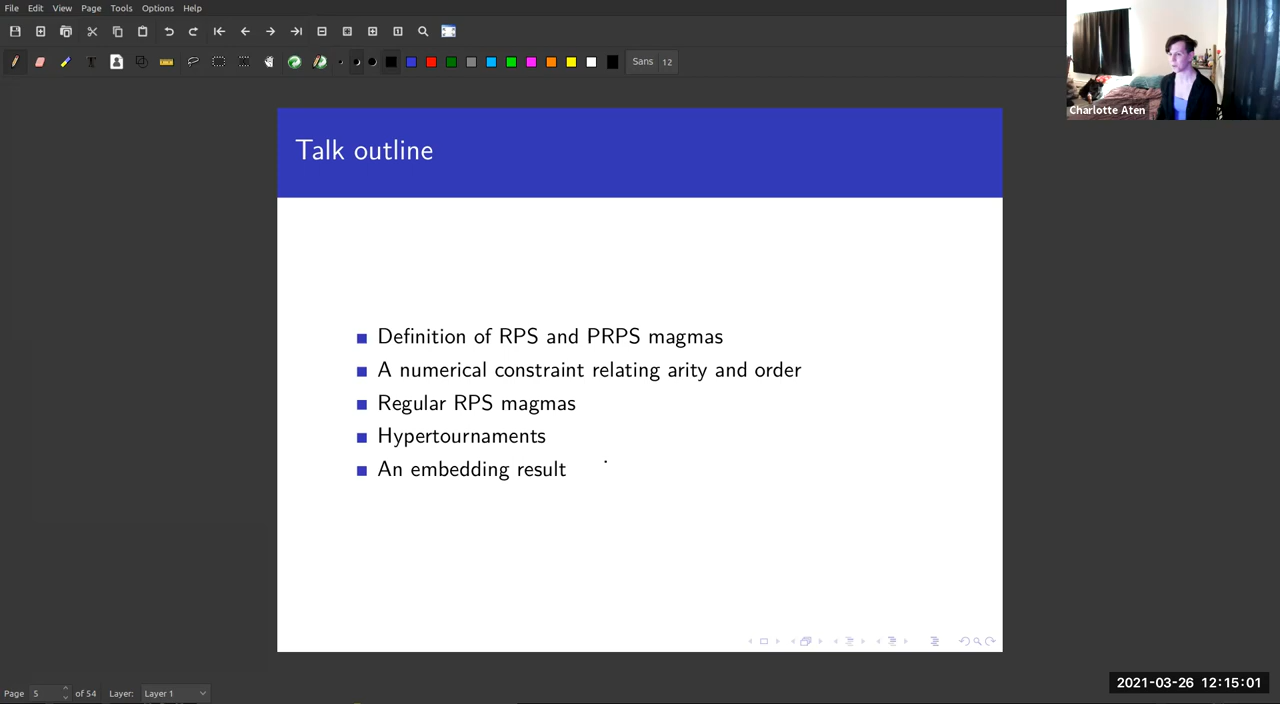 File Edit View Page Tools Options Help
Sans 12
Charlotte Aten
Talk outline
Definition of RPS and PRPS magmas
A numerical constraint relating arity and order
Regular RPS magmas
Hypertournaments
An embedding result
Page 5 of 54 Layer: Layer 1
2021-03-26 12:15:01